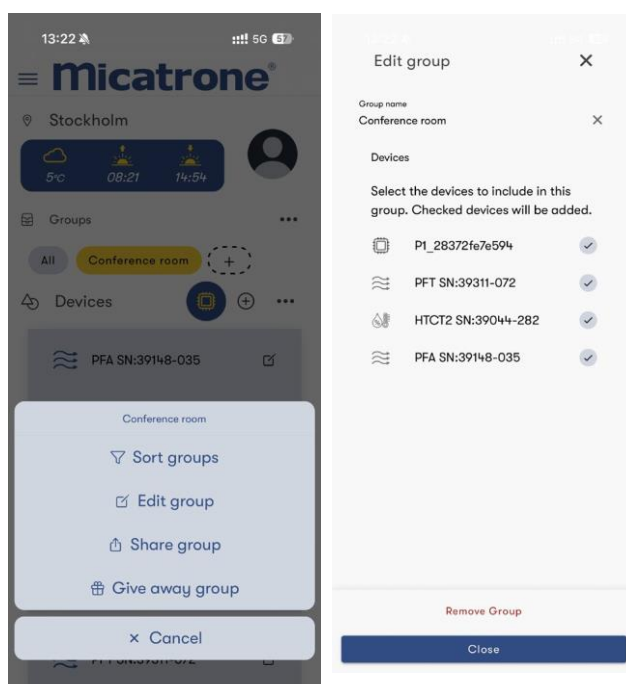 13:22
5G 57
micatrone®
Stockholm
5°C 08:21 14:54
Groups
All Conference room +
Devices
PFA SN:39148-035
Conference room
Sort groups
Edit group
Share group
Give away group
Cancel
Edit group
Group name
Conference room
Devices
Select the devices to include in this
group. Checked devices will be added.
P1_28372fe7e594
PFT SN:39311-072
HTCT2 SN:39044-282
PFA SN:39148-035
Remove Group
Close